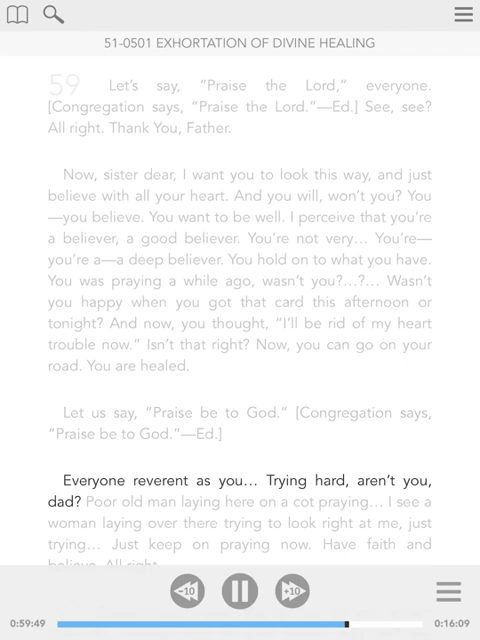 51-0501 EXHORTATION OF DIVINE HEALING
59 Let's say, “Praise the Lord,” everyone.
[Congregation says, “Praise the Lord.”—Ed.] See, see?
All right. Thank You, Father.
Now, sister dear, I want you to look this way, and just
believe with all your heart. And you will, won't you? You
—you believe. You want to be well. I perceive that you're
a believer, a good believer. You're not very… You're—
you're a—a deep believer. You hold on to what you have.
You was praying a while ago, wasn't you?…?… Wasn't
you happy when you got that card this afternoon or
tonight? And now, you thought, “I'll be rid of my heart
trouble now.” Isn't that right? Now, you can go on your
road. You are healed.
Let us say, “Praise be to God.” [Congregation says,
“Praise be to God.”—Ed.]
Everyone reverent as you… Trying hard, aren't you,
dad? Poor old man laying here on a cot praying… I see a
woman laying over there trying to look right at me, just
trying… Just keep on praying now. Have faith and
believe. All right
-10
+10
0:59:49
0:16:09